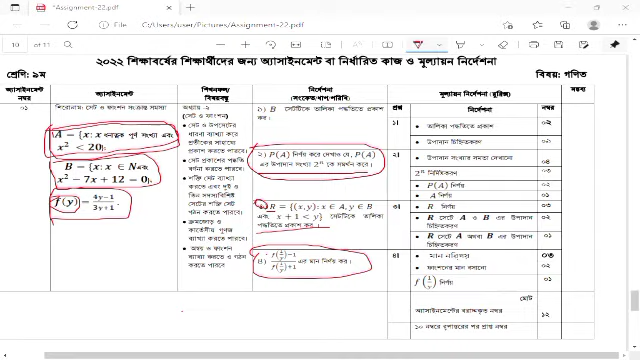 *Assignment-22.pdf
File
C:/Users/user/Pictures/Assignment-22.pdf
10 of 11
২০২২ শিক্ষাবর্ষের শিক্ষার্থীদের জন্য অ্যাসাইনমেন্ট বা নির্ধারিত কাজ ও মূল্যায়ন নির্দেশনা
শ্রেণি: ৯ম
বিষয়: গণিত
অ্যাসাইনমেন্ট নম্বর
অ্যাসাইনমেন্ট
শিখনফল/বিষয়বস্তু
নির্দেশনা
(সংকেত/ধাপ/পরিধি)
মূল্যায়ন নির্দেশনা (রুব্রিক্স)
মন্তব্য
০১
শিরোনাম: সেট ও ফাংশন সংক্রান্ত সমস্যা
A = {x: x ধনাত্মক পূর্ণ সংখ্যা এবং
x² < 20}
B = {x: x ∈ N এবং
x² − 7x + 12 = 0}
f(y) = (4y−1)/(3y+1)
অধ্যায় -২
(সেট ও ফাংশন)
• সেট ও উপসেটের
ধারণা ব্যাখ্যা করে
প্রতীকের সাহায্যে
প্রকাশ করতে পারবে।
• সেট প্রকাশের পদ্ধতি
বর্ণনা করতে পারবে।
• শক্তি সেট ব্যাখ্যা
করতে এবং দুই ও
তিন সদস্যবিশিষ্ট
সেটের শক্তি সেট
গঠন করতে পারবে।
• ক্রমজোড় ও
কার্তেসীয় গুণজ
ব্যাখ্যা করতে পারবে।
• অন্বয় ও ফাংশন
ব্যাখ্যা করতে ও গঠন
করতে পারবে
১) B সেটটিকে তালিকা পদ্ধতিতে প্রকাশ
কর।
২) P(A) নির্ণয় করে দেখাও যে, P(A)
এর উপাদান সংখ্যা 2ⁿ কে সমর্থন করে।
R = {(x, y): x ∈ A, y ∈ B
এবং x + 1 < y} সেটটিকে তালিকা
পদ্ধতিতে প্রকাশ কর।
৪) (f(1/y)−1)/(f(1/y)+1) এর মান নির্ণয় কর।
প্রশ্ন
নির্দেশনা
নম্বর
১।
• তালিকা পদ্ধতিতে প্রকাশ
০২
• উপাদান চিহ্নিতকরণ
০১
২।
• উপাদান সংখ্যার সমতা দেখানো
০৪
• 2ⁿ নির্দিষ্টকরণ
০৩
• P(A) নির্ণয়
০২
• A নির্ণয়
০১
৩।
• R নির্ণয়
০৩
• R সেটে A ও B এর উপাদান
চিহ্নিতকরণ
০২
• R সেটে A অথবা B এর উপাদান
চিহ্নিতকরণ
০১
৪।
• মান নির্ণয়
০৩
• ফাংশনের মান বসানো
০২
• f(1/y) নির্ণয়
০১
মোট
অ্যাসাইনমেন্টের বরাদ্দকৃত নম্বর
১২
১০ নম্বরে রূপান্তরের পর প্রাপ্ত নম্বর